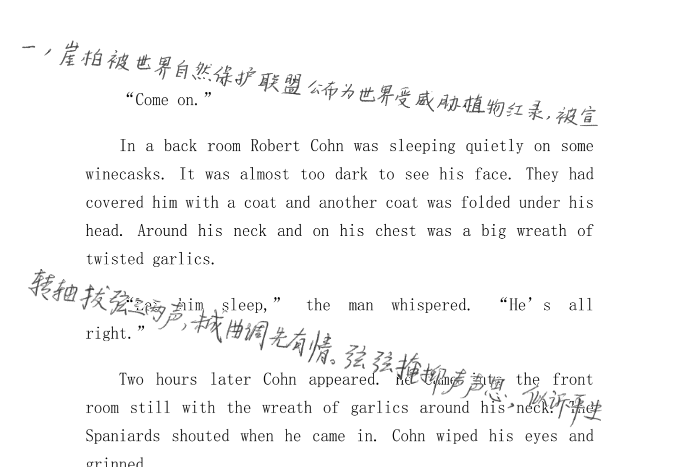 一，崖柏被世界自然保护联盟公布为世界受威胁植物红录，被宣
“Come on.”
In a back room Robert Cohn was sleeping quietly on some
winecasks. It was almost too dark to see his face. They had
covered him with a coat and another coat was folded under his
head. Around his neck and on his chest was a big wreath of
twisted garlics.
转轴拔弦三两声，未成曲调先有情。弦弦掩抑声声思，似诉平生
him sleep,” the man whispered. “He’s all
right.”
Two hours later Cohn appeared. He came into the front
room still with the wreath of garlics around his neck. The
Spaniards shouted when he came in. Cohn wiped his eyes and
grinned.